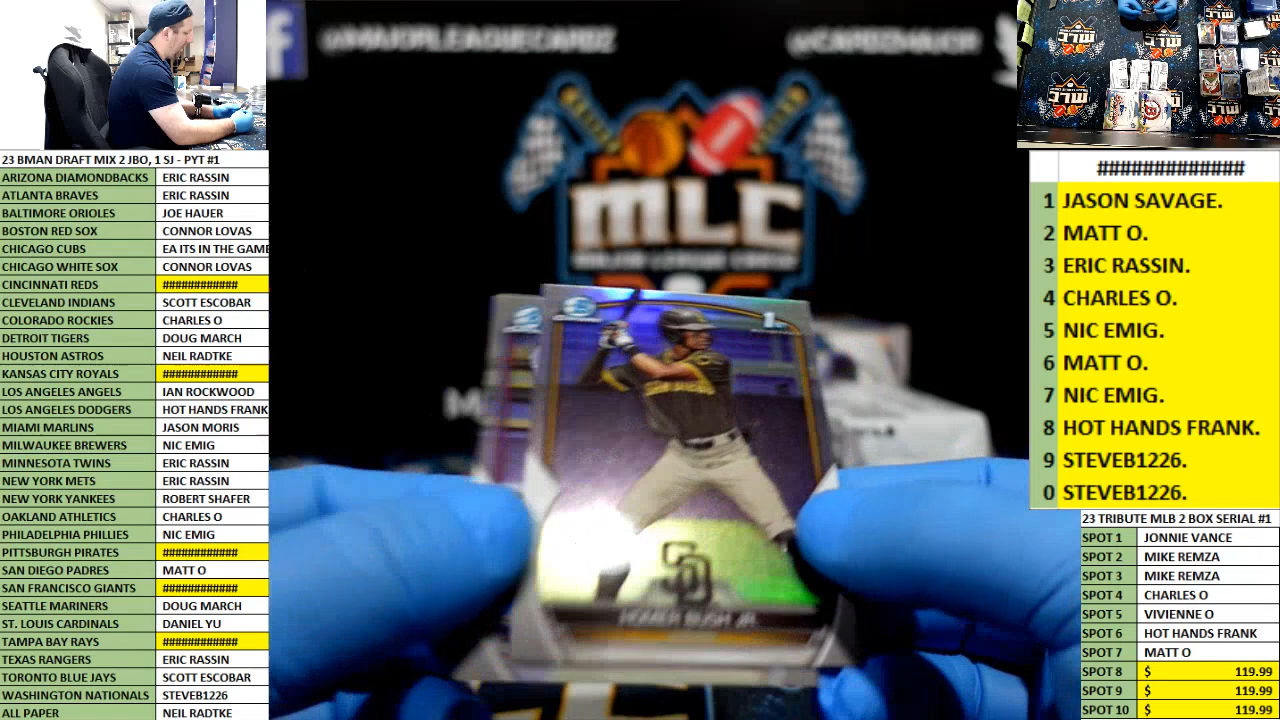 @MAJORLEAGUECARDZ
@CARDZMAJOR
MLC
23 BMAN DRAFT MIX 2 JBO, 1 SJ - PYT #1
ARIZONA DIAMONDBACKS ERIC RASSIN
ATLANTA BRAVES ERIC RASSIN
BALTIMORE ORIOLES JOE HAUER
BOSTON RED SOX CONNOR LOVAS
CHICAGO CUBS EA ITS IN THE GAME
CHICAGO WHITE SOX CONNOR LOVAS
CINCINNATI REDS ############
CLEVELAND INDIANS SCOTT ESCOBAR
COLORADO ROCKIES CHARLES O
DETROIT TIGERS DOUG MARCH
HOUSTON ASTROS NEIL RADTKE
KANSAS CITY ROYALS ############
LOS ANGELES ANGELS IAN ROCKWOOD
LOS ANGELES DODGERS HOT HANDS FRANK
MIAMI MARLINS JASON MORIS
MILWAUKEE BREWERS NIC EMIG
MINNESOTA TWINS ERIC RASSIN
NEW YORK METS ERIC RASSIN
NEW YORK YANKEES ROBERT SHAFER
OAKLAND ATHLETICS CHARLES O
PHILADELPHIA PHILLIES NIC EMIG
PITTSBURGH PIRATES ############
SAN DIEGO PADRES MATT O
SAN FRANCISCO GIANTS ############
SEATTLE MARINERS DOUG MARCH
ST. LOUIS CARDINALS DANIEL YU
TAMPA BAY RAYS ############
TEXAS RANGERS ERIC RASSIN
TORONTO BLUE JAYS SCOTT ESCOBAR
WASHINGTON NATIONALS STEVEB1226
ALL PAPER NEIL RADTKE
1st
SD
HOMER BUSH JR.
#############
1 JASON SAVAGE.
2 MATT O.
3 ERIC RASSIN.
4 CHARLES O.
5 NIC EMIG.
6 MATT O.
7 NIC EMIG.
8 HOT HANDS FRANK.
9 STEVEB1226.
0 STEVEB1226.
23 TRIBUTE MLB 2 BOX SERIAL #1
SPOT 1 JONNIE VANCE
SPOT 2 MIKE REMZA
SPOT 3 MIKE REMZA
SPOT 4 CHARLES O
SPOT 5 VIVIENNE O
SPOT 6 HOT HANDS FRANK
SPOT 7 MATT O
SPOT 8 $ 119.99
SPOT 9 $ 119.99
SPOT 10 $ 119.99